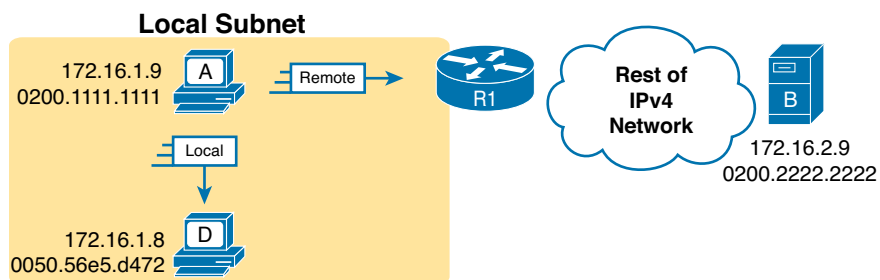 Local Subnet
172.16.1.9
0200.1111.1111
A
Remote
R1
Rest of
IPv4
Network
B
172.16.2.9
0200.2222.2222
Local
172.16.1.8
0050.56e5.d472
D